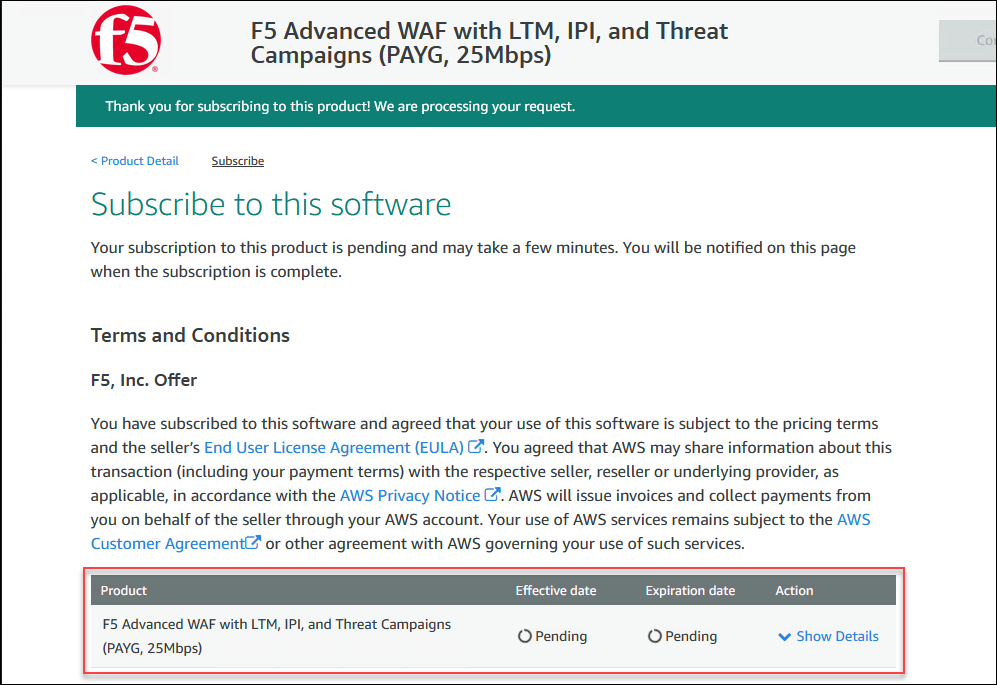 f5
F5 Advanced WAF with LTM, IPI, and Threat
Campaigns (PAYG, 25Mbps)
Thank you for subscribing to this product! We are processing your request.
< Product Detail Subscribe
Subscribe to this software
Your subscription to this product is pending and may take a few minutes. You will be notified on this page
when the subscription is complete.
Terms and Conditions
F5, Inc. Offer
You have subscribed to this software and agreed that your use of this software is subject to the pricing terms
and the seller’s End User License Agreement (EULA). You agreed that AWS may share information about this
transaction (including your payment terms) with the respective seller, reseller or underlying provider, as
applicable, in accordance with the AWS Privacy Notice. AWS will issue invoices and collect payments from
you on behalf of the seller through your AWS account. Your use of AWS services remains subject to the AWS
Customer Agreement or other agreement with AWS governing your use of such services.
Product Effective date Expiration date Action
F5 Advanced WAF with LTM, IPI, and Threat Campaigns
(PAYG, 25Mbps)
Pending Pending Show Details